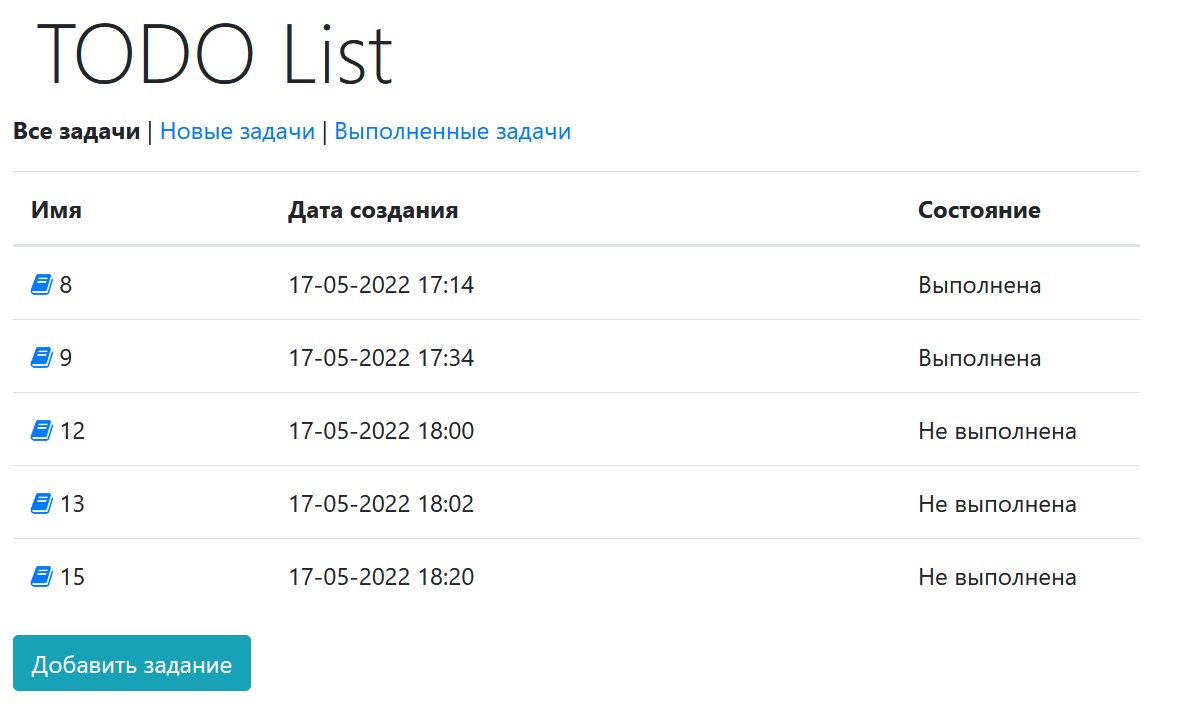 TODO List
Все задачи | Новые задачи | Выполненные задачи
Имя Дата создания Состояние
8 17-05-2022 17:14 Выполнена
9 17-05-2022 17:34 Выполнена
12 17-05-2022 18:00 Не выполнена
13 17-05-2022 18:02 Не выполнена
15 17-05-2022 18:20 Не выполнена
Добавить задание